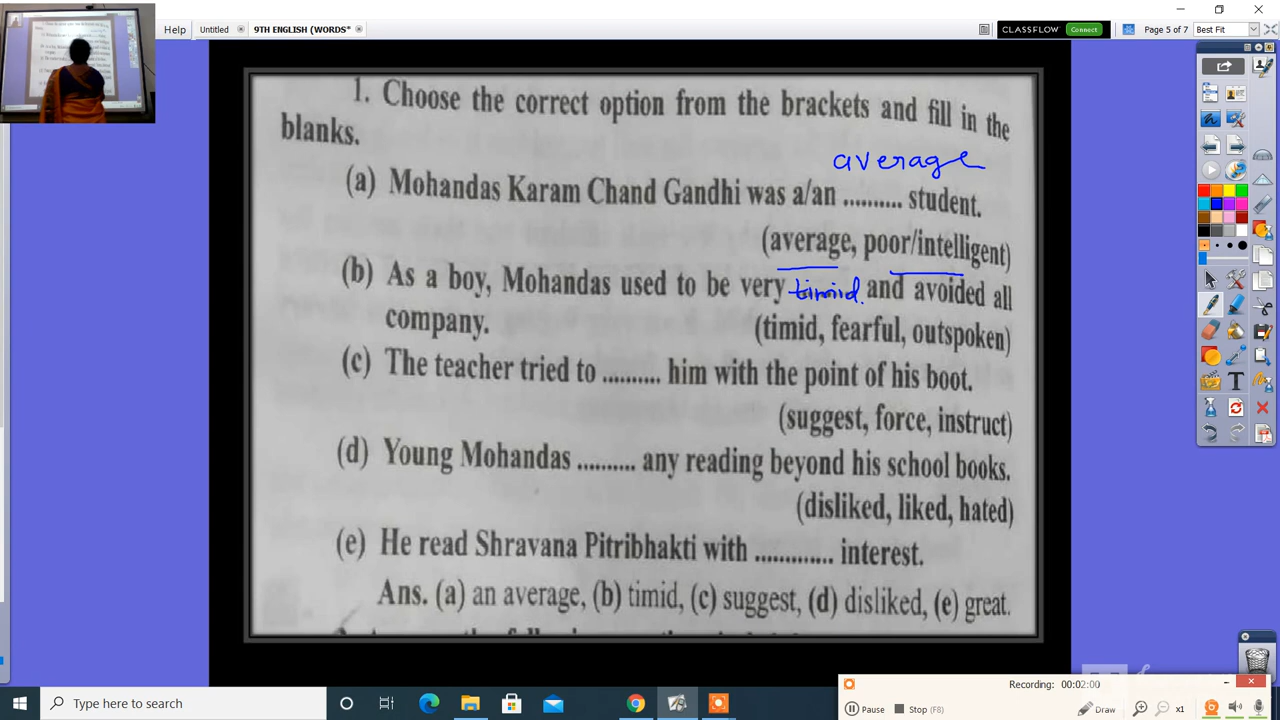 Help
Untitled
9TH ENGLISH (WORDS*
CLASSFLOW
Connect
Page 5 of 7
Best Fit
1. Choose the correct option from the brackets and fill in the
blanks.
average
(a) Mohandas Karam Chand Gandhi was a/an .......... student.
(average, poor/intelligent)
(b) As a boy, Mohandas used to be very timid. and avoided all
company. (timid, fearful, outspoken)
(c) The teacher tried to .......... him with the point of his boot.
(suggest, force, instruct)
(d) Young Mohandas .......... any reading beyond his school books.
(disliked, liked, hated)
(e) He read Shravana Pitribhakti with ............. interest.
Ans. (a) an average, (b) timid, (c) suggest, (d) disliked, (e) great.
Recording: 00:02:00
Pause
Stop (F8)
Draw
x1
Type here to search